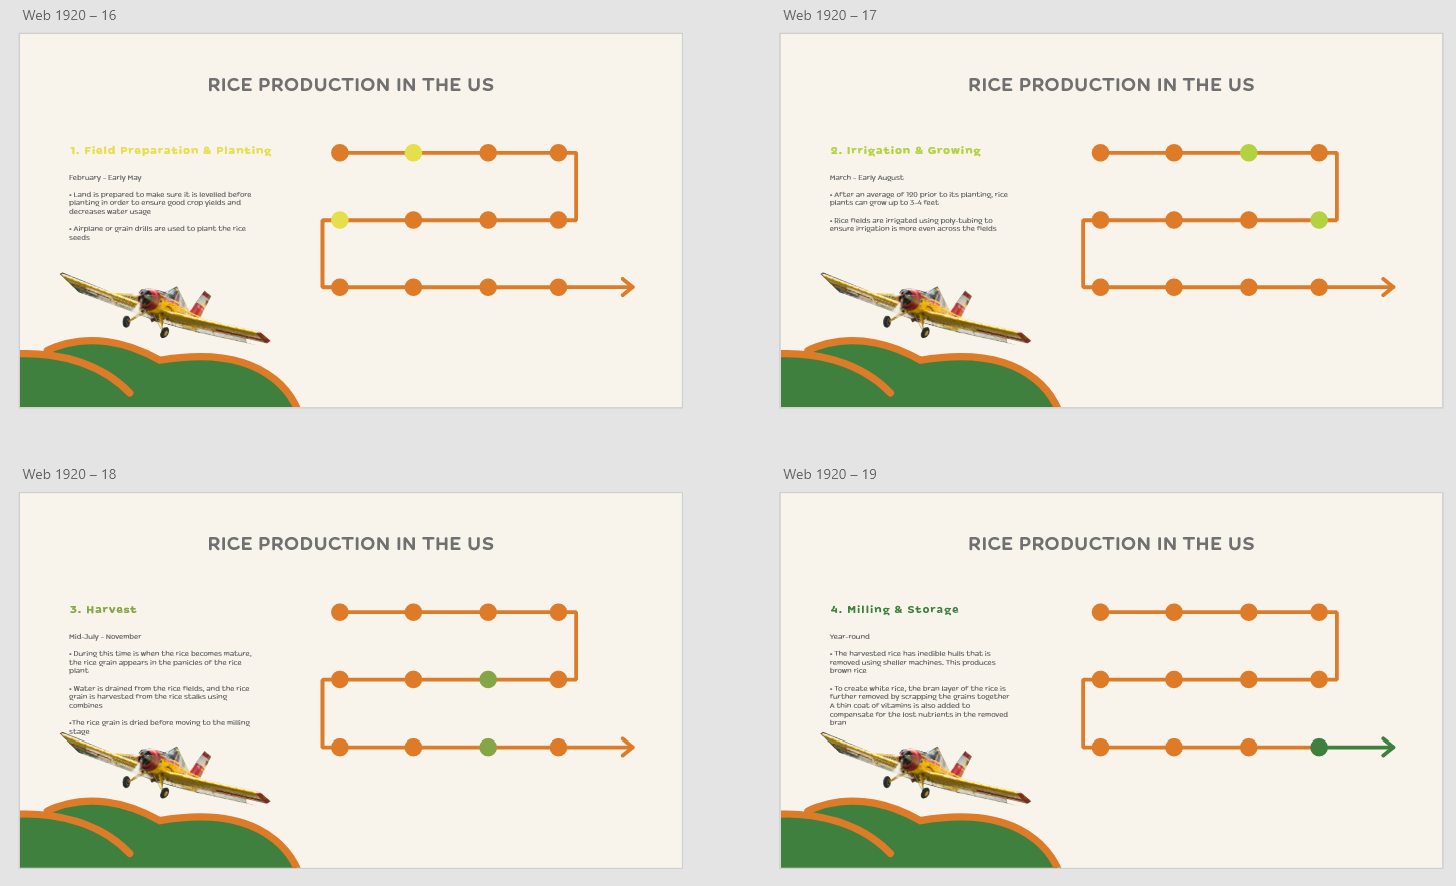 Web 1920 – 16
RICE PRODUCTION IN THE US
1. Field Preparation & Planting
February - Early May
• Land is prepared to make sure it is levelled before
planting in order to ensure good crop yields and
decreases water usage
• Airplane or grain drills are used to plant the rice
seeds
Web 1920 – 17
RICE PRODUCTION IN THE US
2. Irrigation & Growing
March - Early August
• After an average of 120 prior to its planting, rice
plants can grow up to 3-4 feet
• Rice fields are irrigated using poly-tubing to
ensure irrigation is more even across the fields
Web 1920 – 18
RICE PRODUCTION IN THE US
3. Harvest
Mid-July - November
• During this time is when the rice becomes mature,
the rice grain appears in the panicles of the rice
plant
• Water is drained from the rice fields, and the rice
grain is harvested from the rice stalks using
combines
•The rice grain is dried before moving to the milling
stage
Web 1920 – 19
RICE PRODUCTION IN THE US
4. Milling & Storage
Year-round
• The harvested rice has inedible hulls that is
removed using sheller machines. This produces
brown rice
• To create white rice, the bran layer of the rice is
further removed by scrapping the grains together
A thin coat of vitamins is also added to
compensate for the lost nutrients in the removed
bran